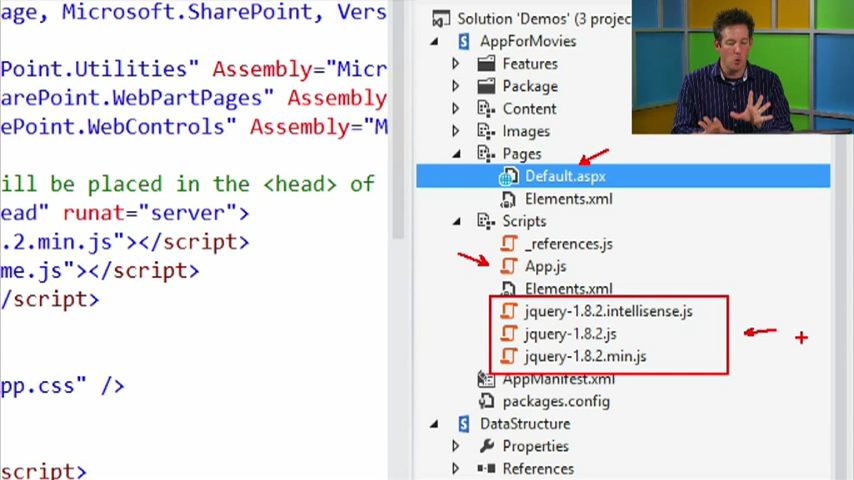 age, Microsoft.SharePoint, Vers
Point.Utilities" Assembly="Micr
arePoint.WebPartPages" Assembly
ePoint.WebControls" Assembly="M
ill be placed in the <head> of
ead" runat="server">
.2.min.js"></script>
me.js"></script>
/script>
pp.css" />
script>
Solution 'Demos' (3 projec
AppForMovies
Features
Package
Content
Images
Pages
Default.aspx
Elements.xml
Scripts
_references.js
App.js
Elements.xml
jquery-1.8.2.intellisense.js
jquery-1.8.2.js
jquery-1.8.2.min.js
AppManifest.xml
packages.config
DataStructure
Properties
References